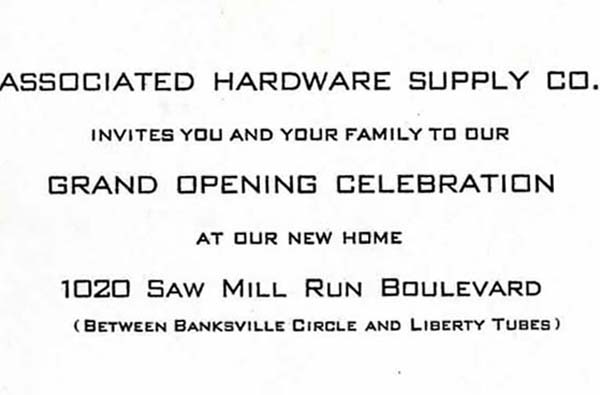 ASSOCIATED HARDWARE SUPPLY CO.
INVITES YOU AND YOUR FAMILY TO OUR
GRAND OPENING CELEBRATION
AT OUR NEW HOME
1020 SAW MILL RUN BOULEVARD
(BETWEEN BANKSVILLE CIRCLE AND LIBERTY TUBES)